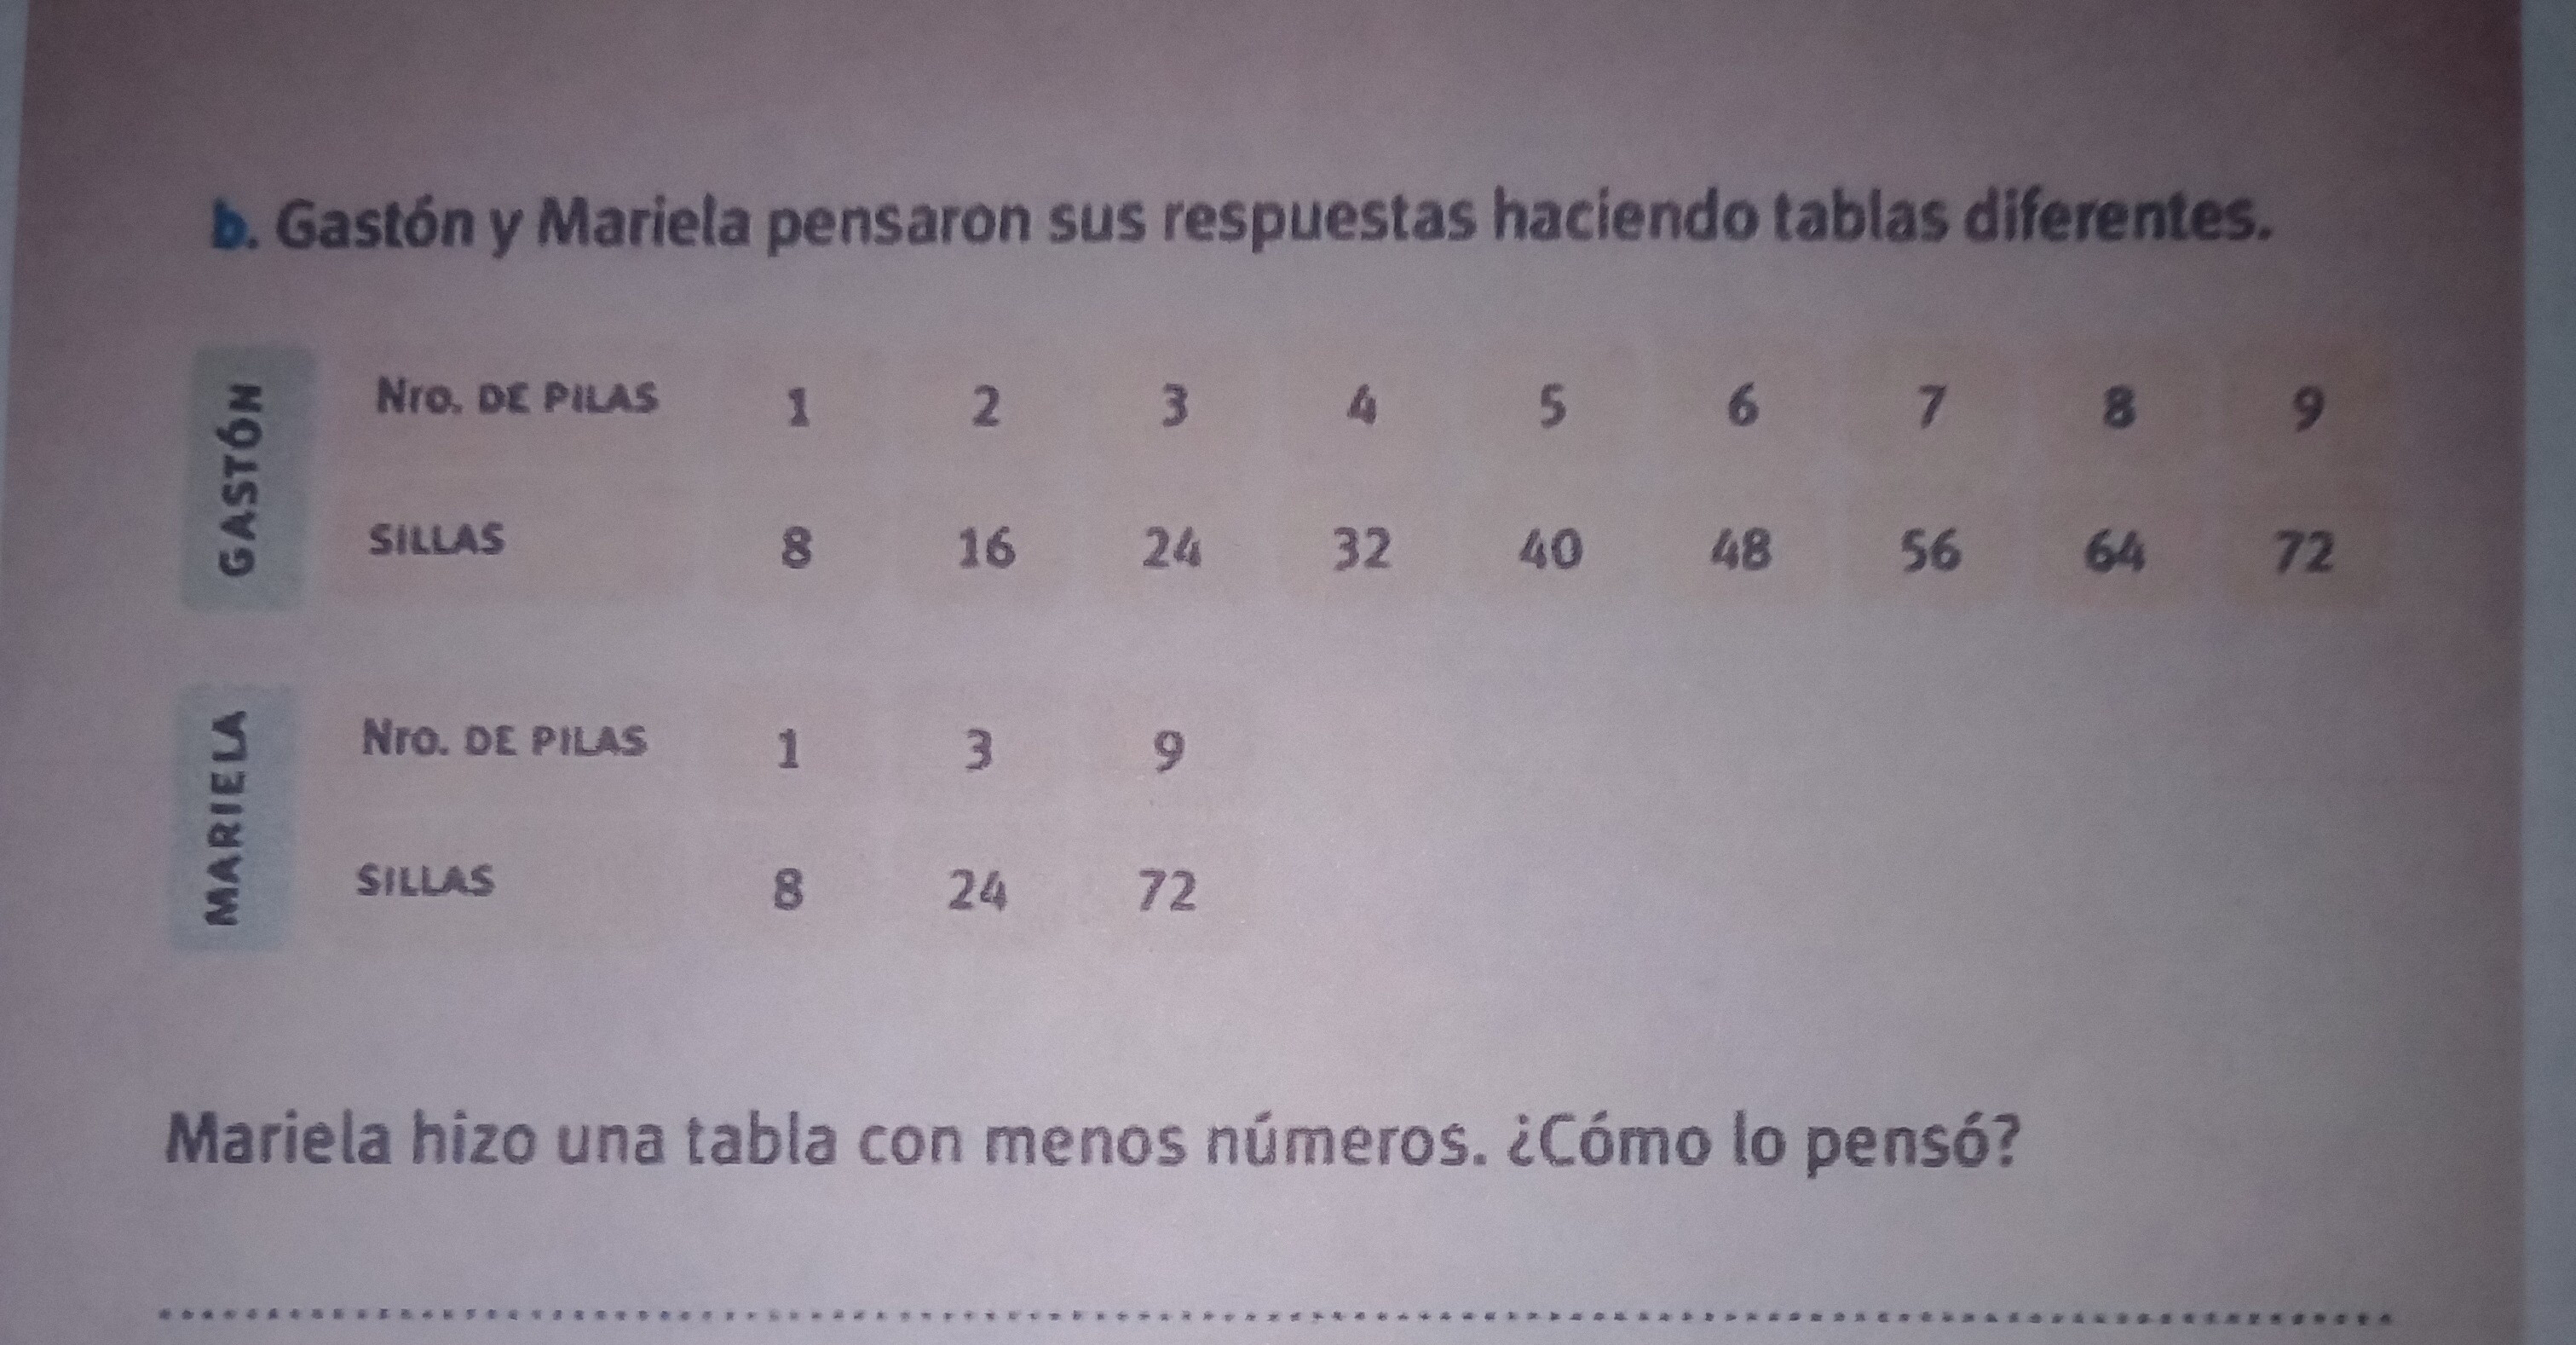 b. Gastón y Mariela pensaron sus respuestas haciendo tablas diferentes.
GASTÓN
Nro. DE PILAS 1 2 3 4 5 6 7 8 9
SILLAS 8 16 24 32 40 48 56 64 72
MARIELA
Nro. DE PILAS 1 3 9
SILLAS 8 24 72
Mariela hizo una tabla con menos números. ¿Cómo lo pensó?